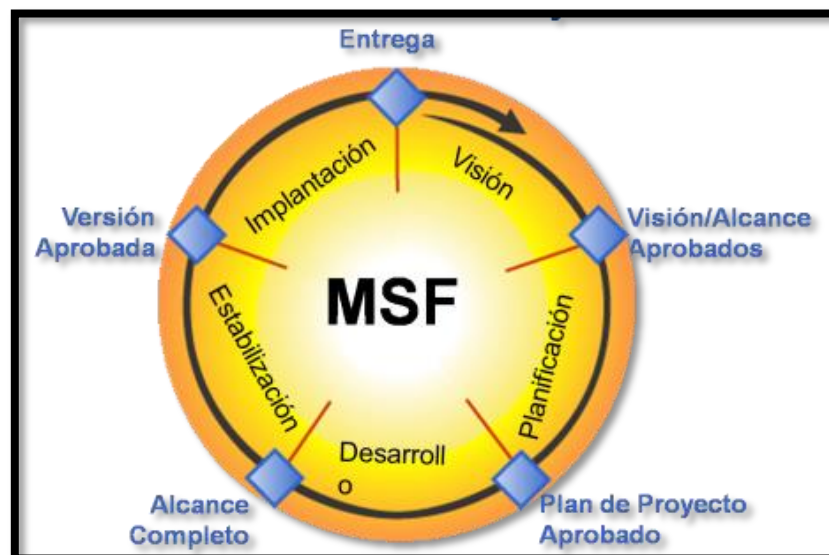 Entrega
Implantación
Visión
Versión
Aprobada
Visión/Alcance
Aprobados
MSF
Estabilización
Planificación
Desarroll
o
Alcance
Completo
Plan de Proyecto
Aprobado